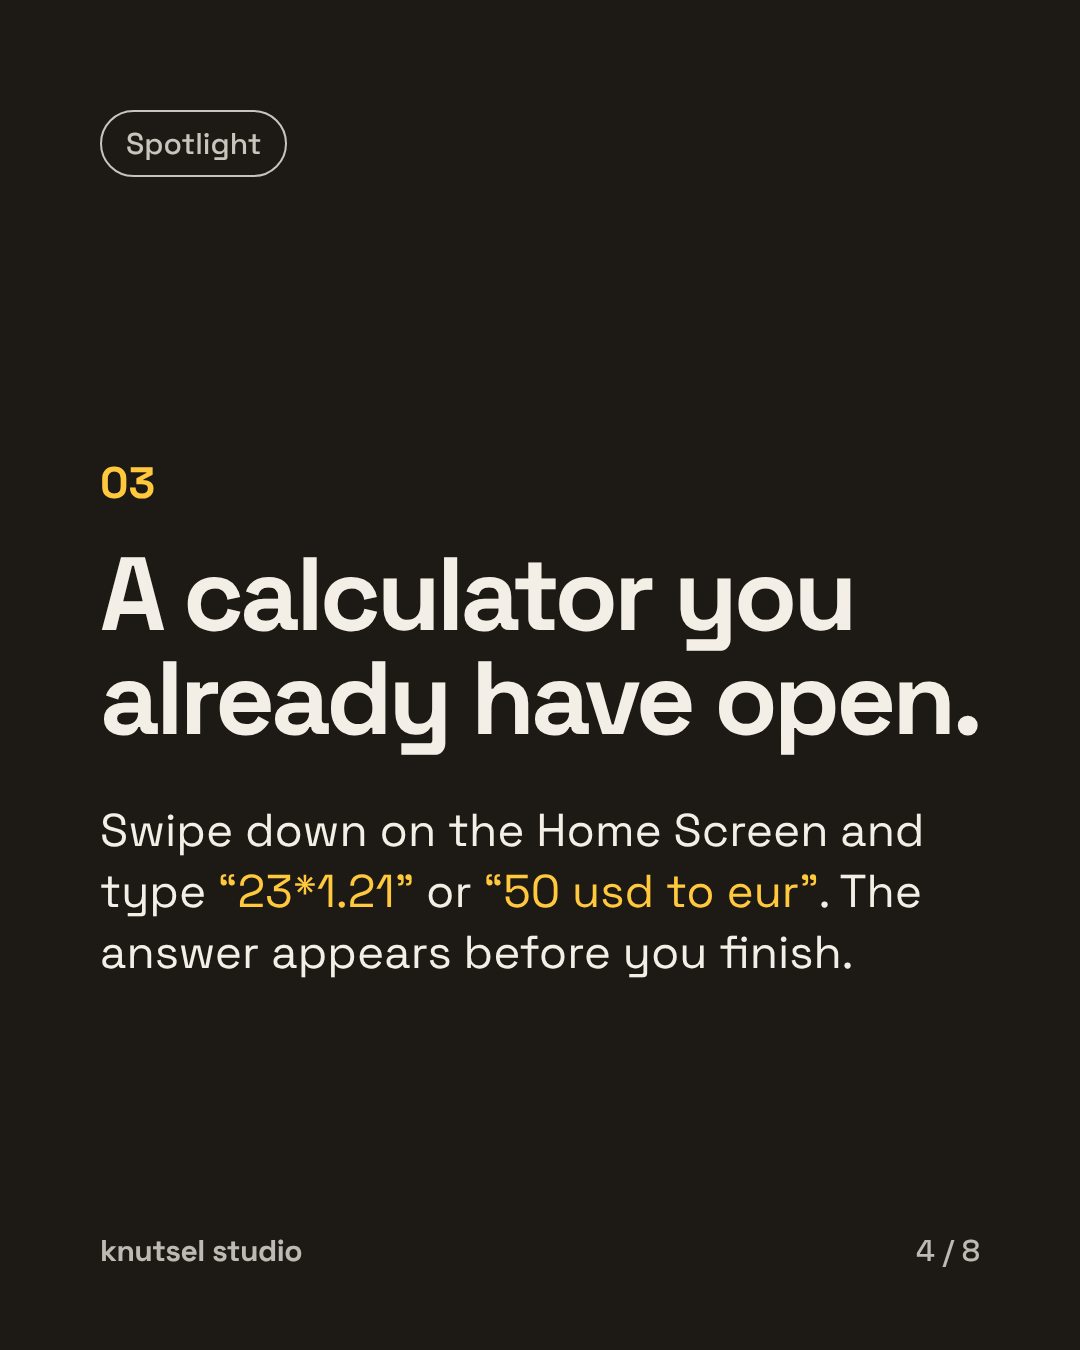 Spotlight
03
A calculator you
already have open.
Swipe down on the Home Screen and
type “23*1.21” or “50 usd to eur”. The
answer appears before you finish.
knutsel studio
4 / 8